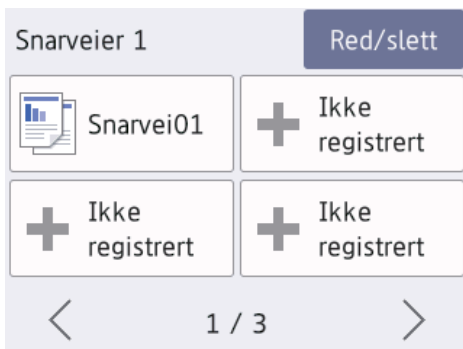 Snarveier 1
Red/slett
Snarvei01
Ikke
registrert
Ikke
registrert
Ikke
registrert
1 / 3